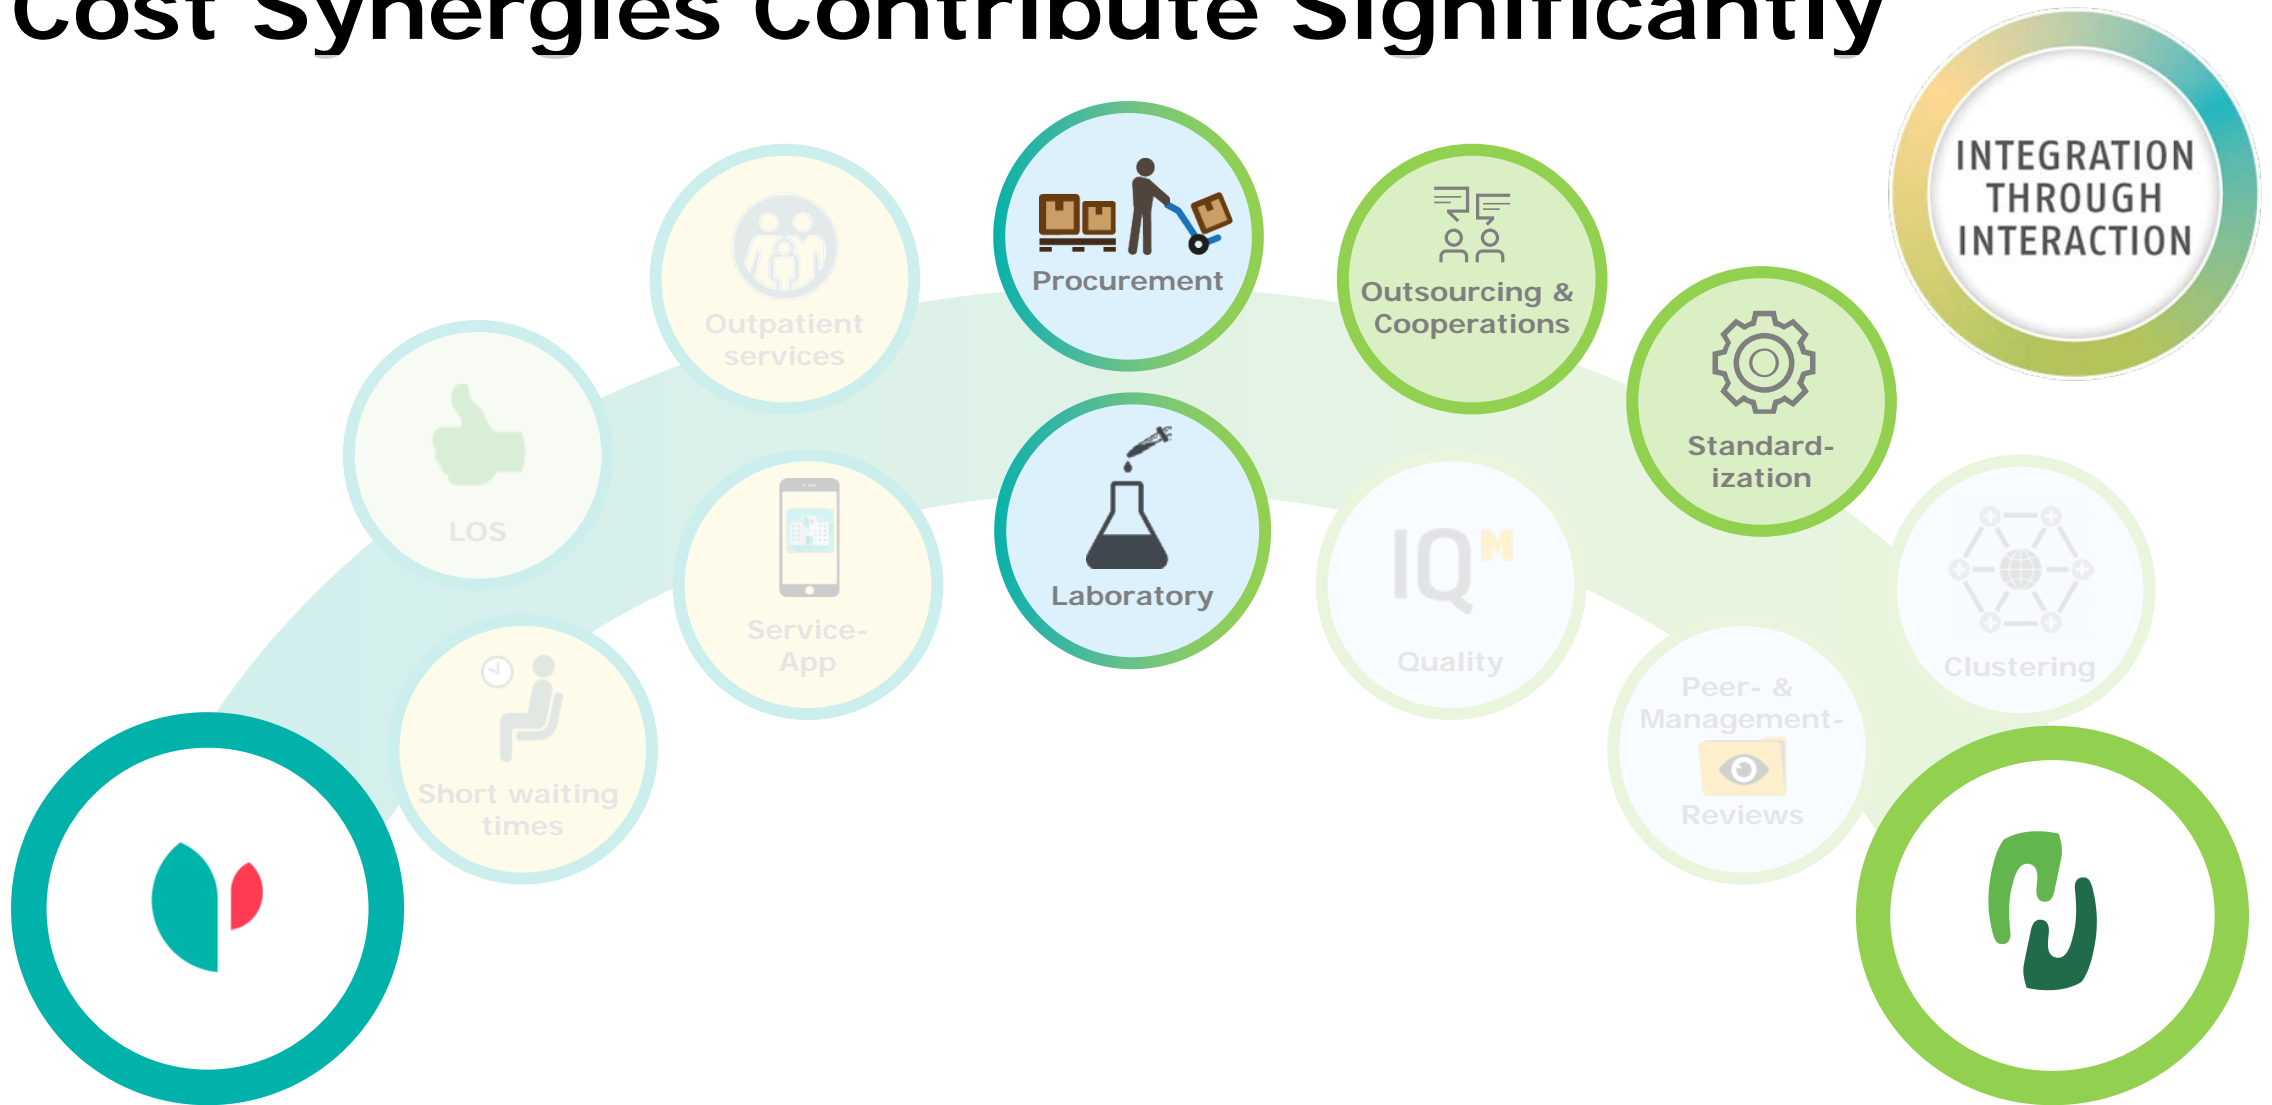 Cost Synergies Contribute Significantly
INTEGRATION
THROUGH
INTERACTION
Procurement
Outsourcing &
Cooperations
Outpatient
services
Standard-
ization
LOS
Laboratory
Service-
App
IQM
Quality
Clustering
Peer- &
Management-
Reviews
Short waiting
times